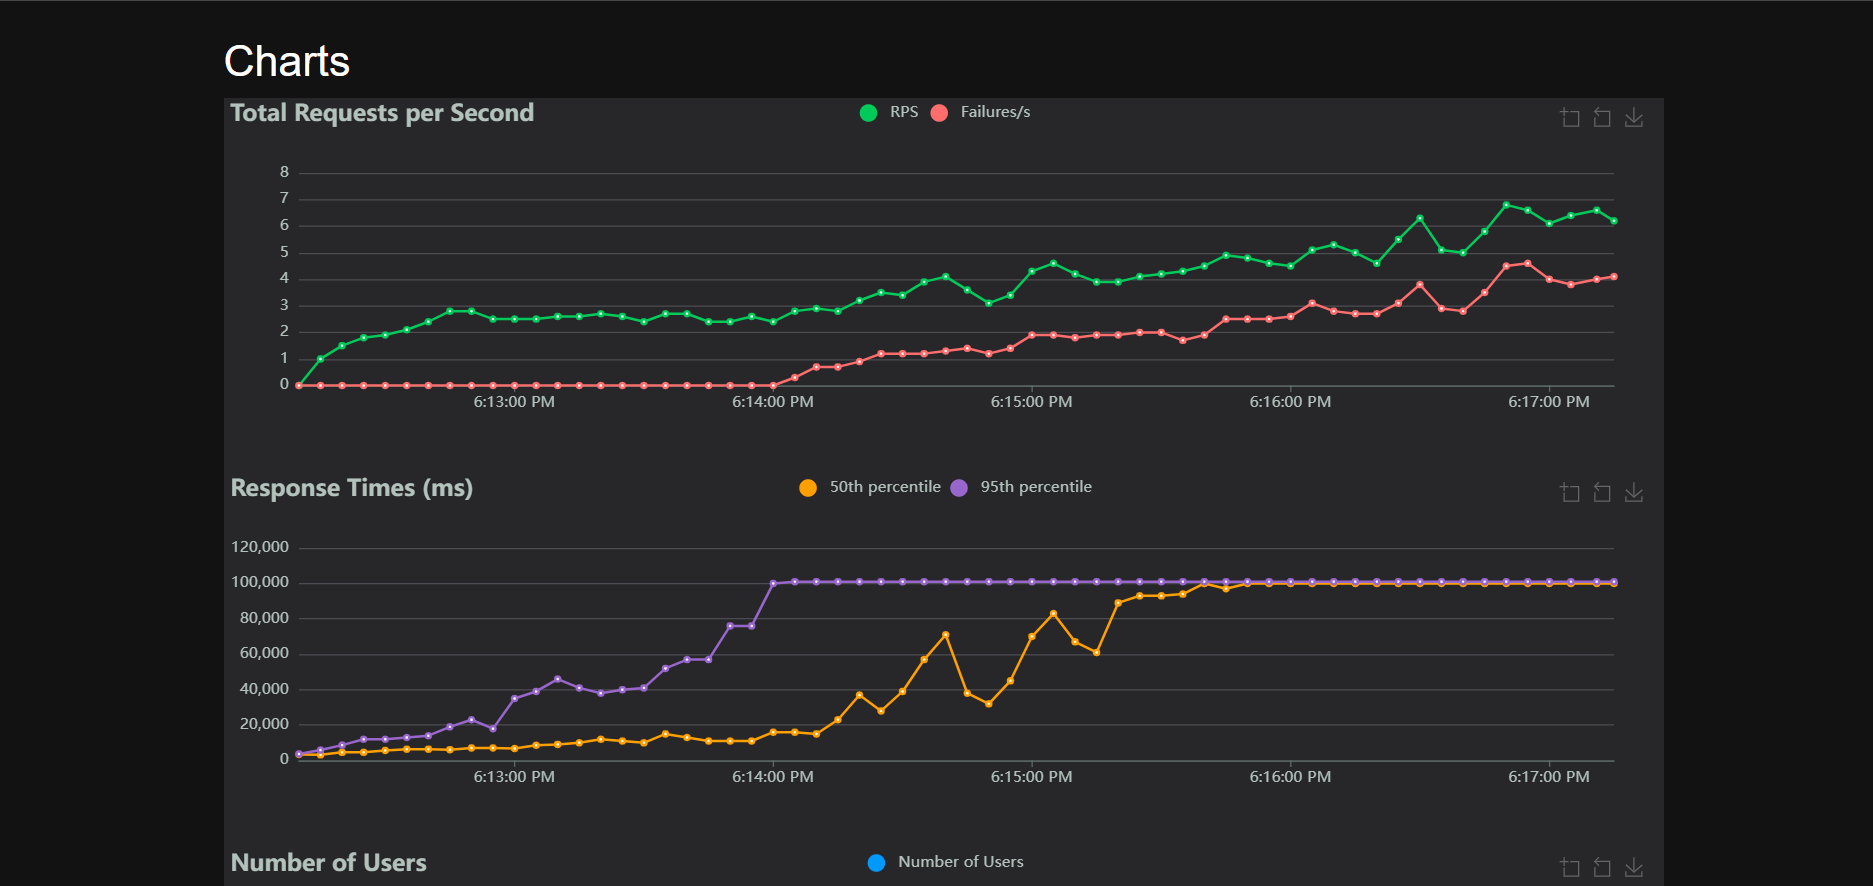 Charts
Total Requests per Second
RPS Failures/s
8
7
6
5
4
3
2
1
0
6:13:00 PM 6:14:00 PM 6:15:00 PM 6:16:00 PM 6:17:00 PM
Response Times (ms)
50th percentile 95th percentile
120,000
100,000
80,000
60,000
40,000
20,000
0
6:13:00 PM 6:14:00 PM 6:15:00 PM 6:16:00 PM 6:17:00 PM
Number of Users
Number of Users